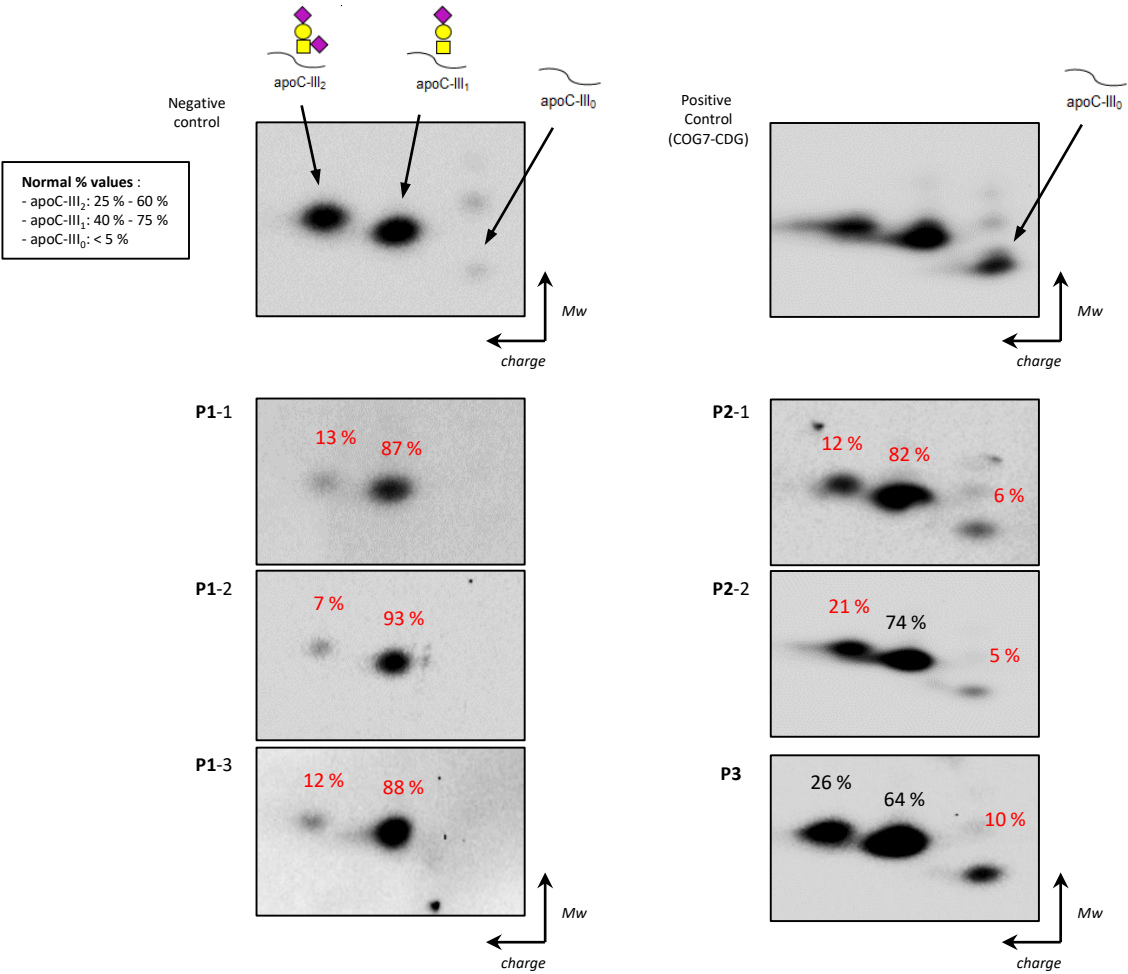 apoC-III₂
apoC-III₁
apoC-III₀
apoC-III₀
Negative
control
Positive
Control
(COG7-CDG)
Normal % values :
- apoC-III₂: 25 % - 60 %
- apoC-III₁: 40 % - 75 %
- apoC-III₀: < 5 %
Mw
charge
Mw
charge
P1-1
13 %
87 %
P2-1
12 %
82 %
6 %
P1-2
7 %
93 %
P2-2
21 %
74 %
5 %
P1-3
12 %
88 %
P3
26 %
64 %
10 %
Mw
charge
Mw
charge